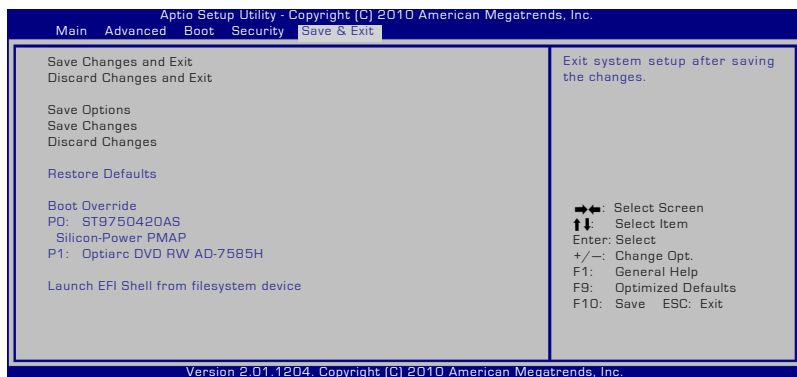 Aptio Setup Utility - Copyright (C) 2010 American Megatrends, Inc.
Main Advanced Boot Security Save & Exit
Save Changes and Exit
Discard Changes and Exit
Save Options
Save Changes
Discard Changes
Restore Defaults
Boot Override
P0: ST9750420AS
Silicon-Power PMAP
P1: Optiarc DVD RW AD-7585H
Launch EFI Shell from filesystem device
Exit system setup after saving
the changes.
→←: Select Screen
↑↓: Select Item
Enter: Select
+/—: Change Opt.
F1: General Help
F9: Optimized Defaults
F10: Save ESC: Exit
Version 2.01.1204. Copyright (C) 2010 American Megatrends, Inc.